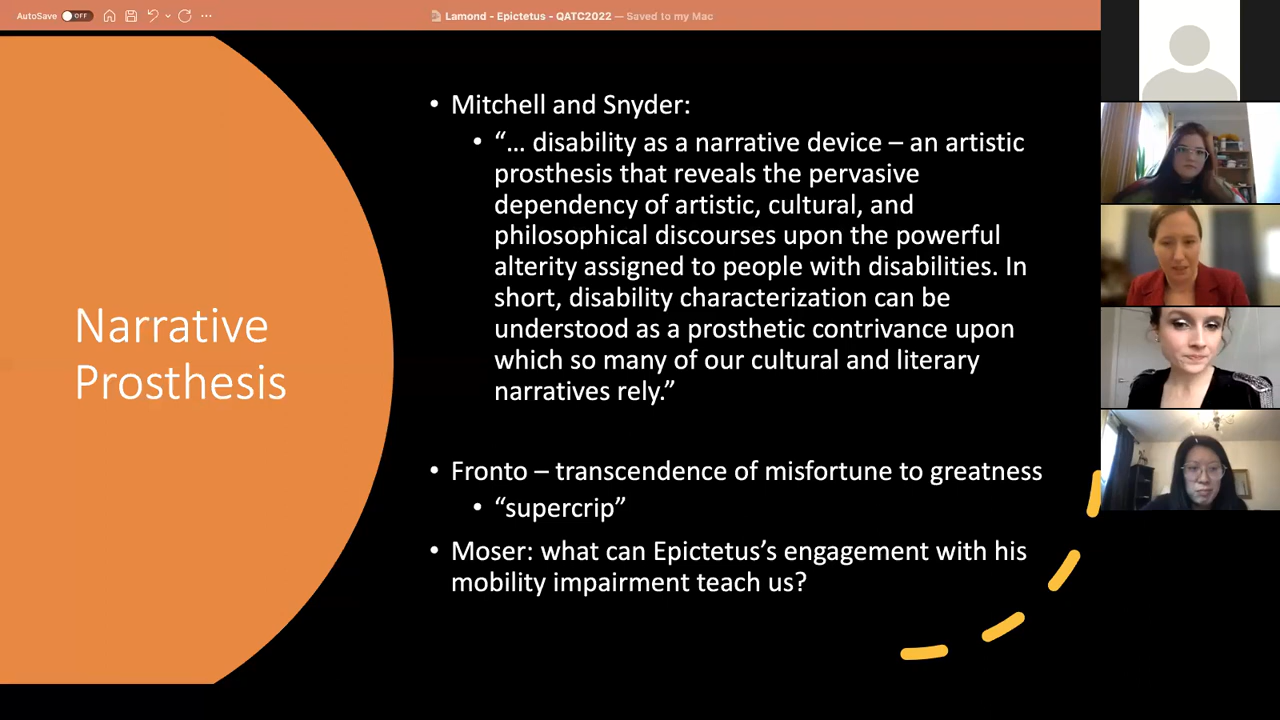 AutoSave OFF
Lamond - Epictetus - QATC2022 — Saved to my Mac
Narrative
Prosthesis
• Mitchell and Snyder:
• “… disability as a narrative device – an artistic
prosthesis that reveals the pervasive
dependency of artistic, cultural, and
philosophical discourses upon the powerful
alterity assigned to people with disabilities. In
short, disability characterization can be
understood as a prosthetic contrivance upon
which so many of our cultural and literary
narratives rely.”
• Fronto – transcendence of misfortune to greatness
• “supercrip”
• Moser: what can Epictetus’s engagement with his
mobility impairment teach us?